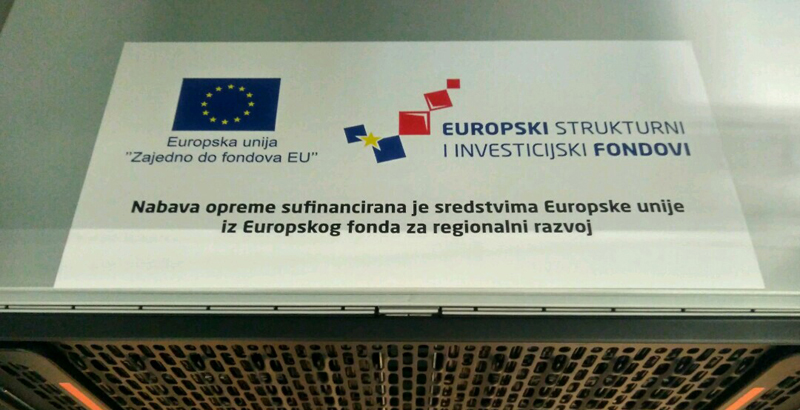 Europska unija
"Zajedno do fondova EU"
EUROPSKI STRUKTURNI
I INVESTICIJSKI FONDOVI
Nabava opreme sufinancirana je sredstvima Europske unije
iz Europskog fonda za regionalni razvoj